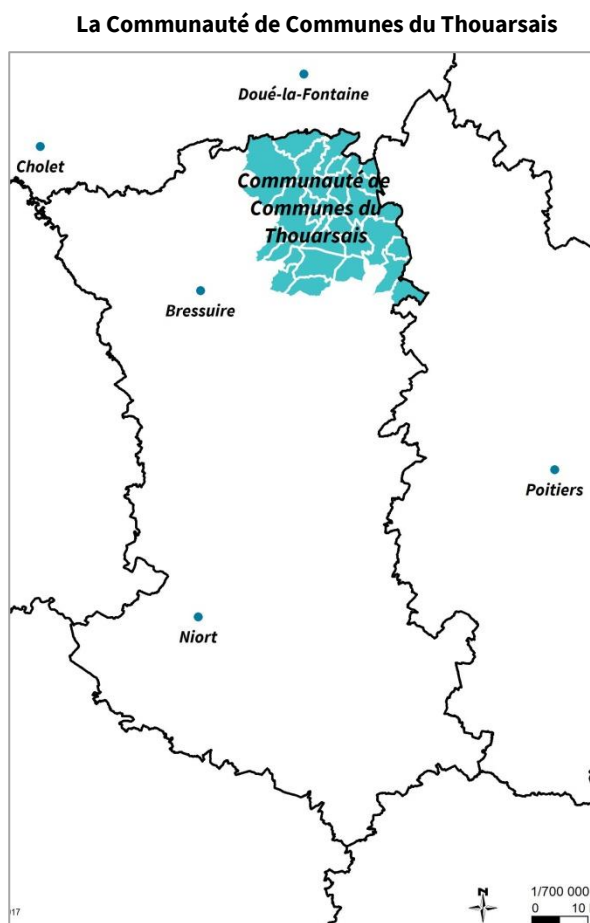 La Communauté de Communes du Thouarsais
Doué-la-Fontaine
Cholet
Communauté de
Communes du
Thouarsais
Bressuire
Poitiers
Niort
N
1/700 000
0 10
17